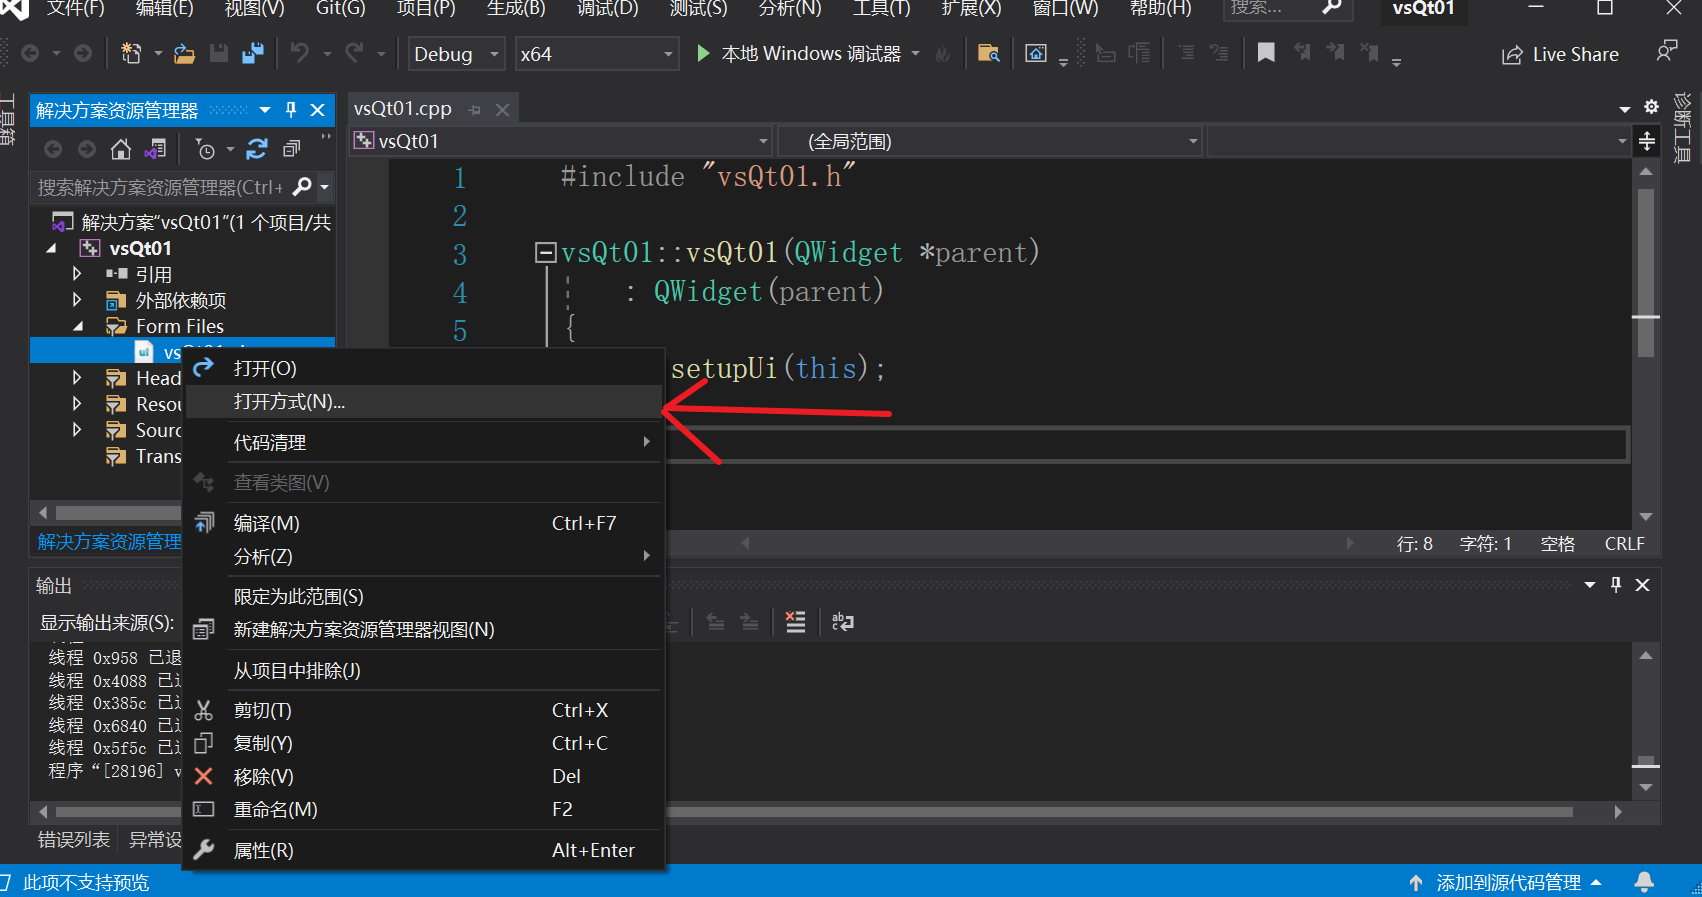 文件(F) 编辑(E) 视图(V) Git(G) 项目(P) 生成(B) 调试(D) 测试(S) 分析(N) 工具(T) 扩展(X) 窗口(W) 帮助(H) 搜索... vsQt01
Debug x64 本地 Windows 调试器 Live Share
工具箱
解决方案资源管理器
vsQt01.cpp
诊断工具
vsQt01 (全局范围)
搜索解决方案资源管理器(Ctrl+
解决方案"vsQt01"(1 个项目/共
vsQt01
引用
外部依赖项
Form Files
Head
Sourc
Trans
解决方案资源管理
1 #include "vsQt01.h"
2
3 vsQt01::vsQt01(QWidget *parent)
4 : QWidget(parent)
5 {
setupUi(this);
打开(O)
打开方式(N)...
代码清理
查看类图(V)
编译(M) Ctrl+F7
分析(Z)
限定为此范围(S)
新建解决方案资源管理器视图(N)
从项目中排除(J)
剪切(T) Ctrl+X
复制(Y) Ctrl+C
移除(V) Del
重命名(M) F2
属性(R) Alt+Enter
行: 8 字符: 1 空格 CRLF
输出
显示输出来源(S):
线程 0x958 已退
线程 0x4088 已
线程 0x385c 已
线程 0x6840 已
线程 0x5f5c 已
程序 "[28196] v
错误列表 异常设
此项不支持预览 添加到源代码管理